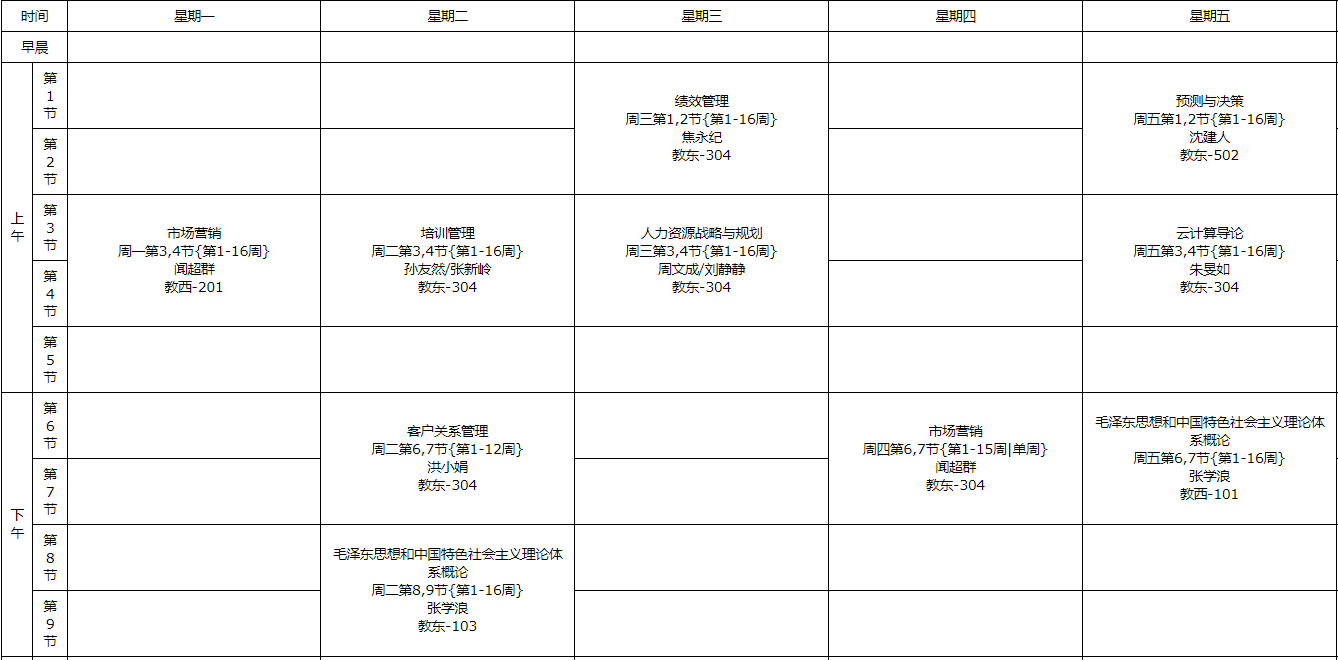 时间 星期一 星期二 星期三 星期四 星期五
早晨
上
午
第
1
节
绩效管理
周三第1,2节{第1-16周}
焦永纪
教东-304
预测与决策
周五第1,2节{第1-16周}
沈建人
教东-502
第
2
节
第
3
节
市场营销
周一第3,4节{第1-16周}
闻超群
教西-201
培训管理
周二第3,4节{第1-16周}
孙友然/张新岭
教东-304
人力资源战略与规划
周三第3,4节{第1-16周}
周文成/刘静静
教东-304
云计算导论
周五第3,4节{第1-16周}
朱旻如
教东-304
第
4
节
第
5
节
下
午
第
6
节
客户关系管理
周二第6,7节{第1-12周}
洪小娟
教东-304
市场营销
周四第6,7节{第1-15周|单周}
闻超群
教东-304
毛泽东思想和中国特色社会主义理论体
系概论
周五第6,7节{第1-16周}
张学浪
教西-101
第
7
节
第
8
节
毛泽东思想和中国特色社会主义理论体
系概论
周二第8,9节{第1-16周}
张学浪
教东-103
第
9
节